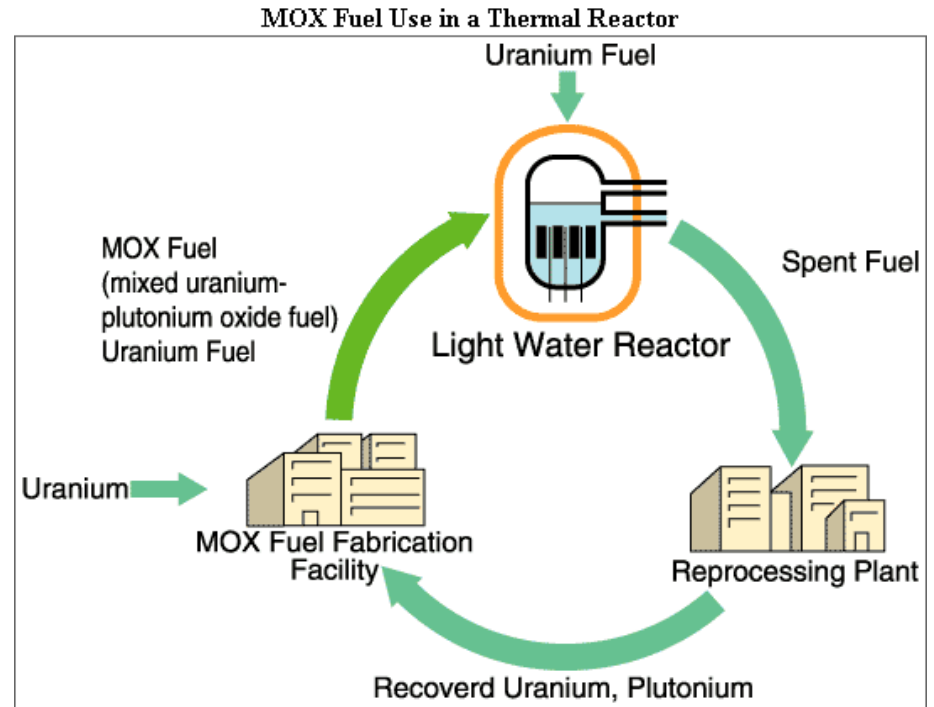 MOX Fuel Use in a Thermal Reactor
Uranium Fuel
MOX Fuel
(mixed uranium-
plutonium oxide fuel)
Uranium Fuel
Spent Fuel
Light Water Reactor
Uranium
MOX Fuel Fabrication
Facility
Reprocessing Plant
Recoverd Uranium, Plutonium